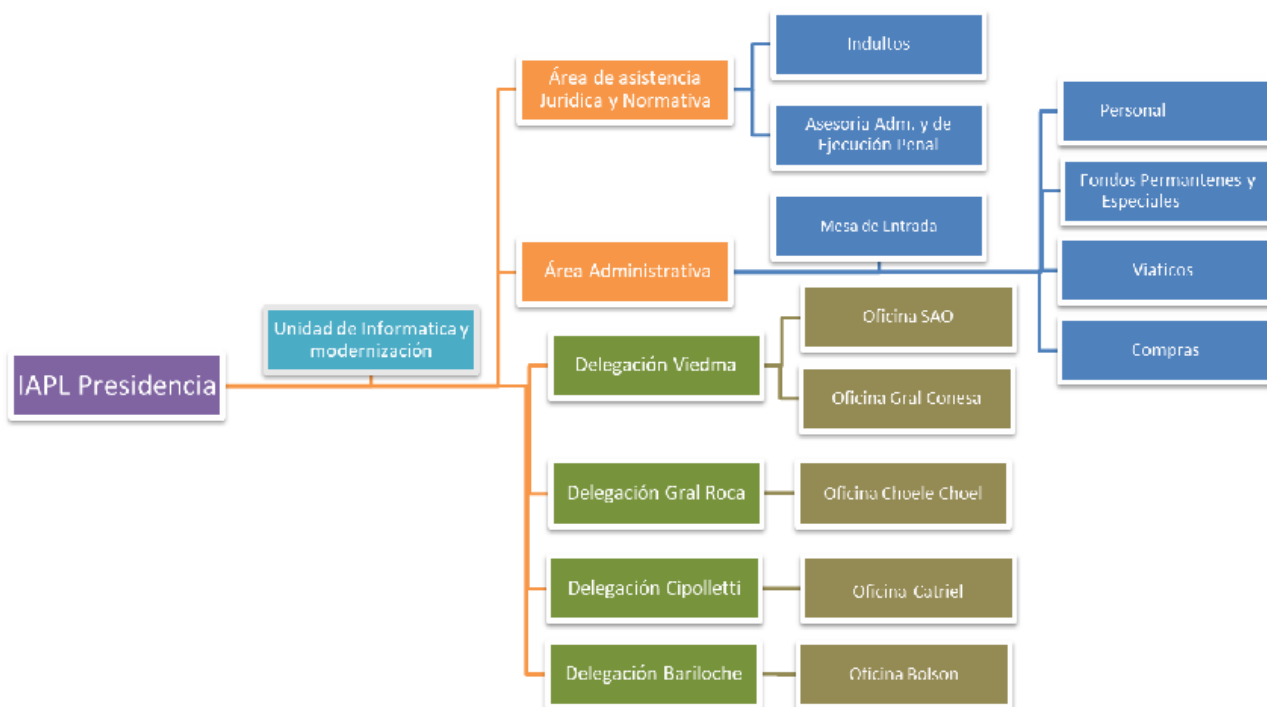 IAPL Presidencia
Unidad de Informatica y
modernización
Área de asistencia
Juridica y Normativa
Indultos
Asesoria Adm. y de
Ejecución Penal
Área Administrativa
Mesa de Entrada
Personal
Fondos Permantenes y
Especiales
Viaticos
Compras
Delegación Viedma
Oficina SAO
Oficina Gral Conesa
Delegación Gral Roca
Oficina Choele Choel
Delegación Cipolletti
Oficina Catriel
Delegación Bariloche
Oficina Bolson